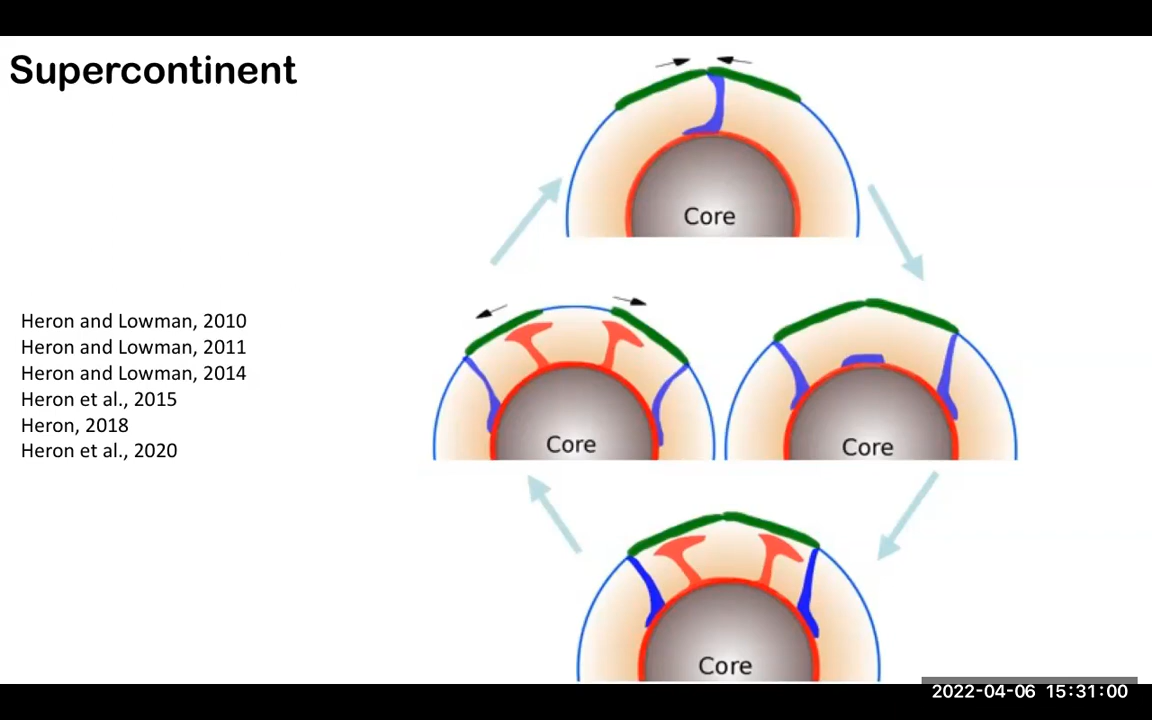 Supercontinent
Core
Heron and Lowman, 2010
Heron and Lowman, 2011
Heron and Lowman, 2014
Heron et al., 2015
Heron, 2018
Heron et al., 2020
Core
Core
Core
2022-04-06 15:31:00